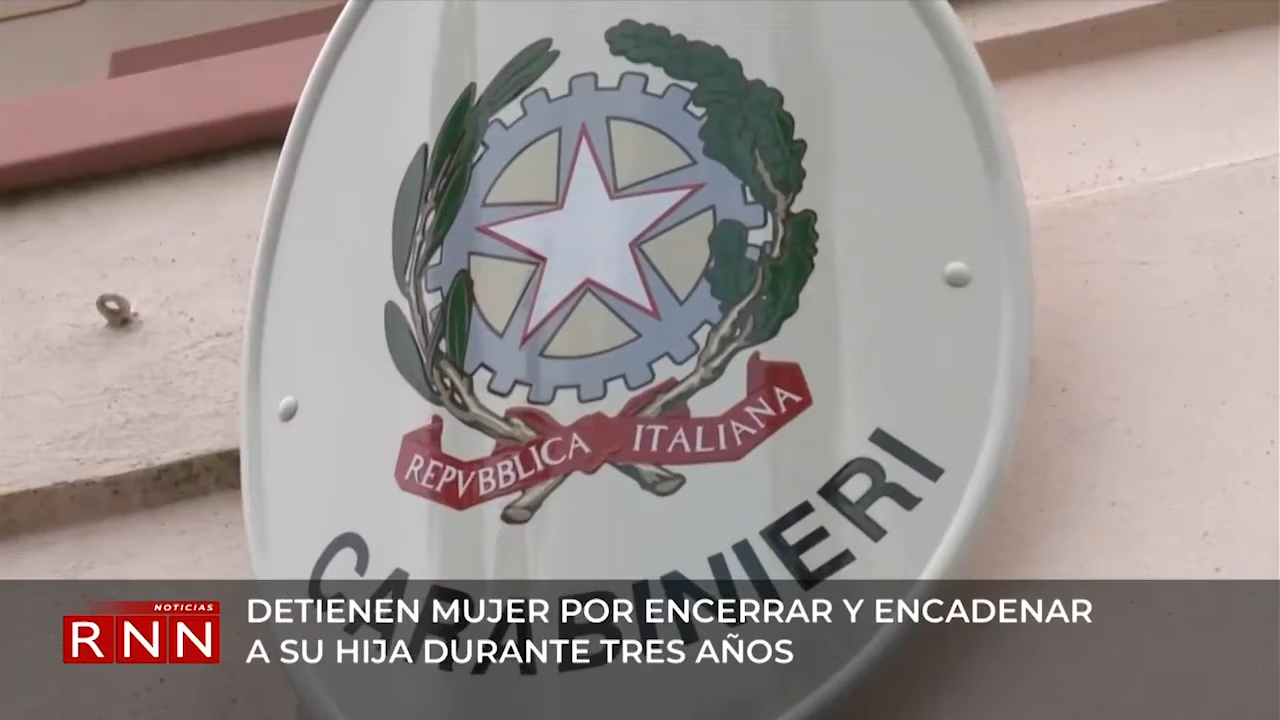 REPVBBLICA ITALIANA
CARABINIERI
NOTICIAS
RNN
DETIENEN MUJER POR ENCERRAR Y ENCADENAR
A SU HIJA DURANTE TRES AÑOS